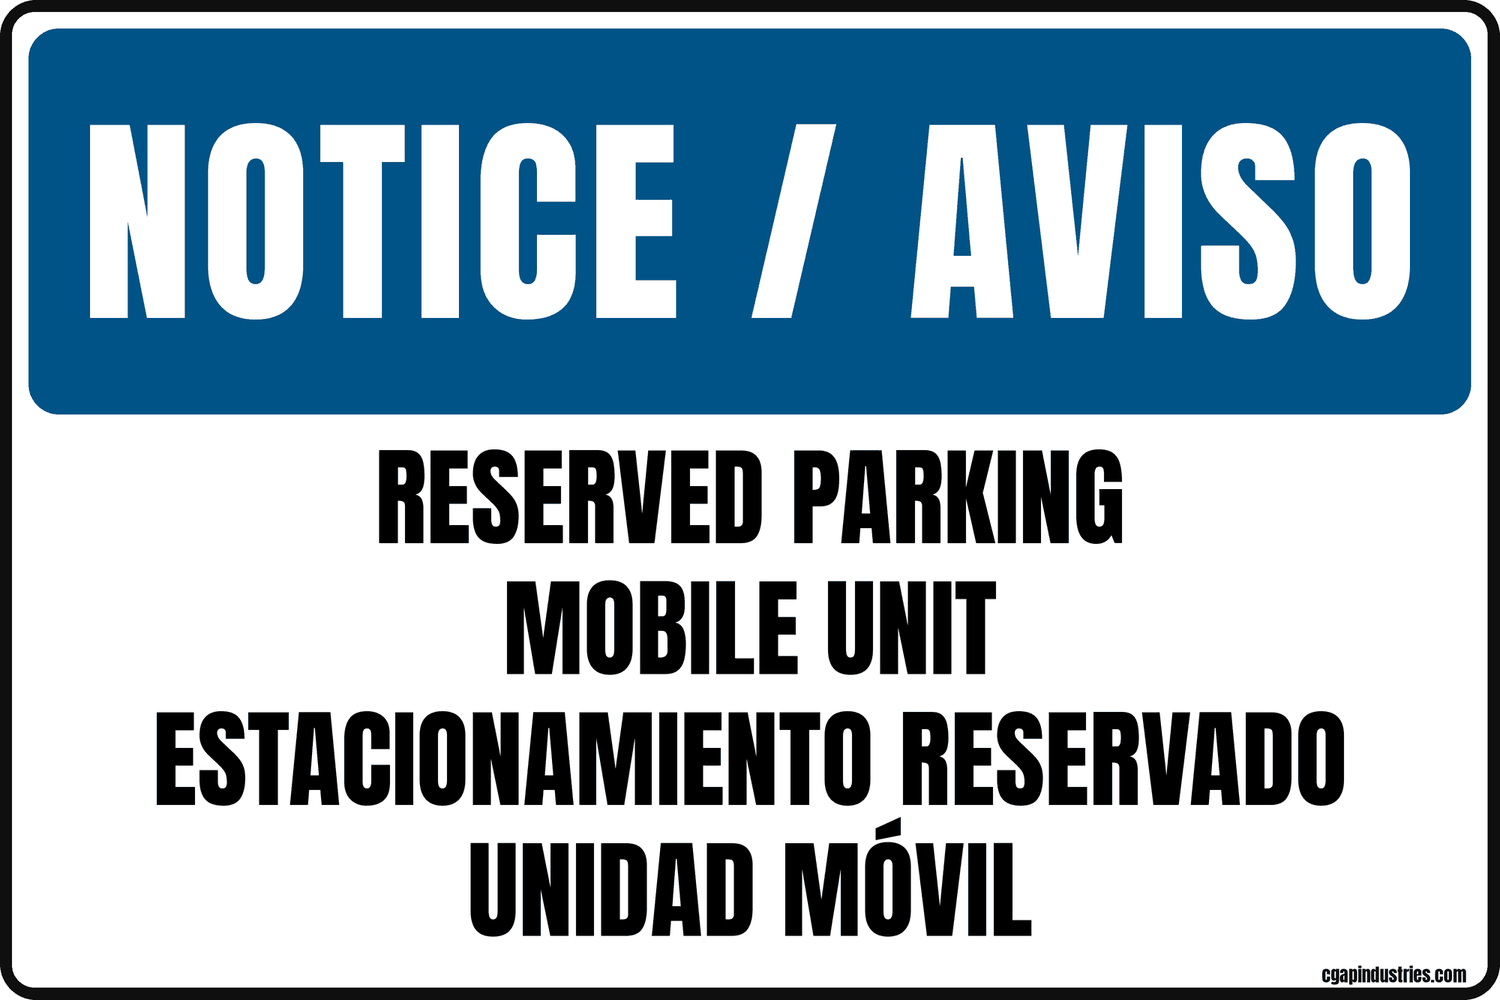 NOTICE / AVISO
RESERVED PARKING
MOBILE UNIT
ESTACIONAMIENTO RESERVADO
UNIDAD MÓVIL
cgapindustries.com